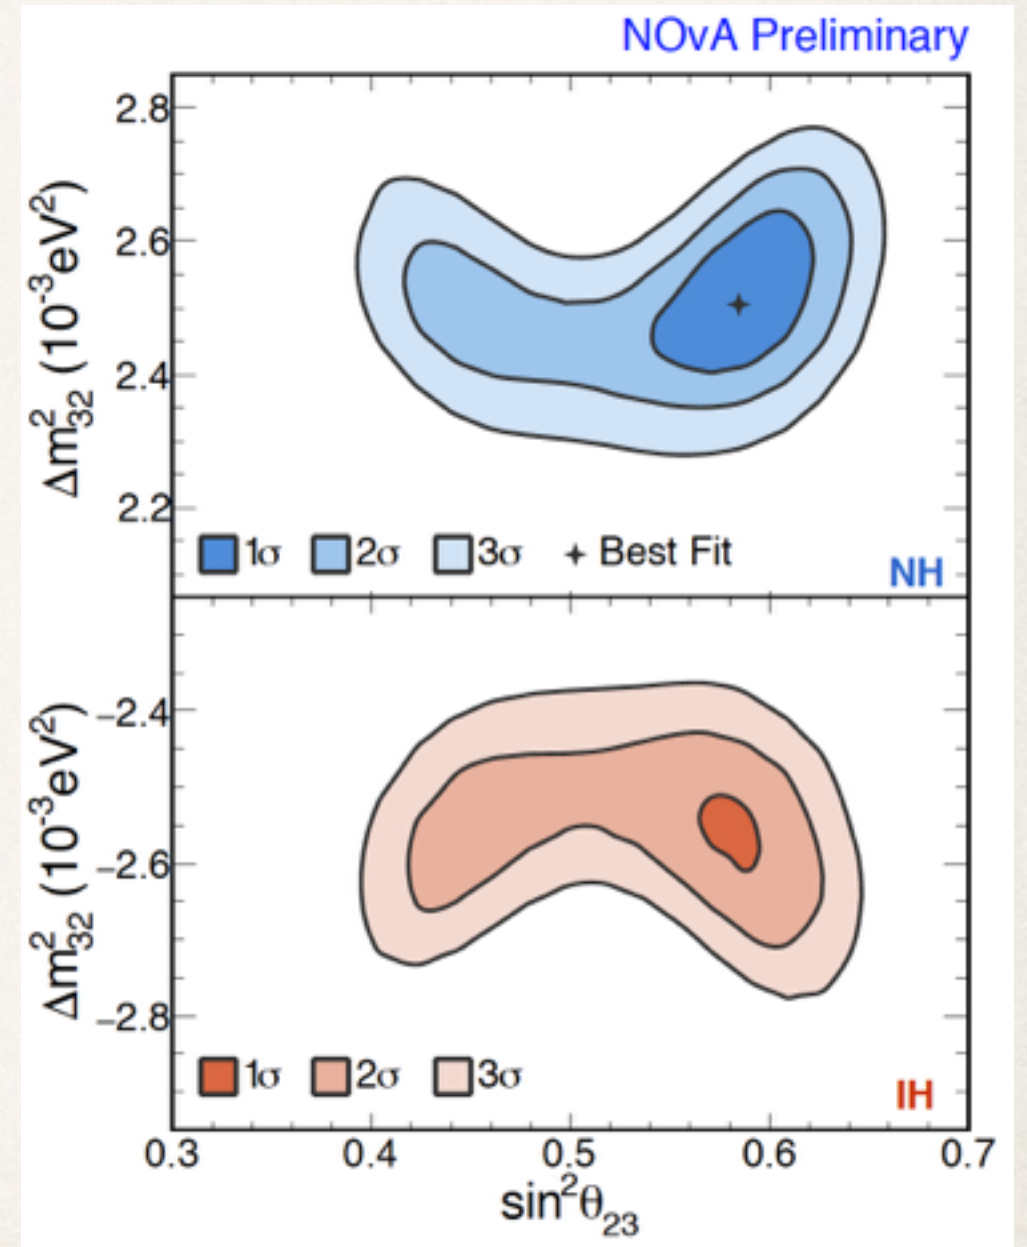 NOvA Preliminary
Δm²₃₂ (10⁻³eV²)
2.8
2.6
2.4
2.2
1σ 2σ 3σ Best Fit
NH
Δm²₃₂ (10⁻³eV²)
−2.4
−2.6
−2.8
1σ 2σ 3σ
IH
0.3 0.4 0.5 0.6 0.7
sin²θ₂₃